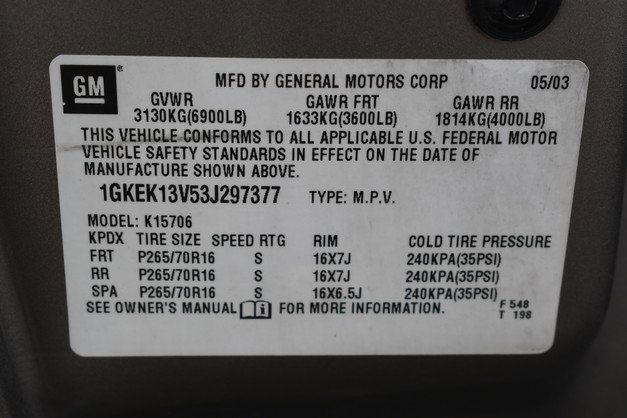 GM ®
MFD BY GENERAL MOTORS CORP 05/03
GVWR GAWR FRT GAWR RR
3130KG(6900LB) 1633KG(3600LB) 1814KG(4000LB)
THIS VEHICLE CONFORMS TO ALL APPLICABLE U.S. FEDERAL MOTOR
VEHICLE SAFETY STANDARDS IN EFFECT ON THE DATE OF
MANUFACTURE SHOWN ABOVE.
1GKEK13V53J297377 TYPE: M.P.V.
MODEL: K15706
KPDX TIRE SIZE SPEED RTG RIM COLD TIRE PRESSURE
FRT P265/70R16 S 16X7J 240KPA(35PSI)
RR P265/70R16 S 16X7J 240KPA(35PSI)
SPA P265/70R16 S 16X6.5J 240KPA(35PSI)
SEE OWNER'S MANUAL i FOR MORE INFORMATION. F 548
T 198